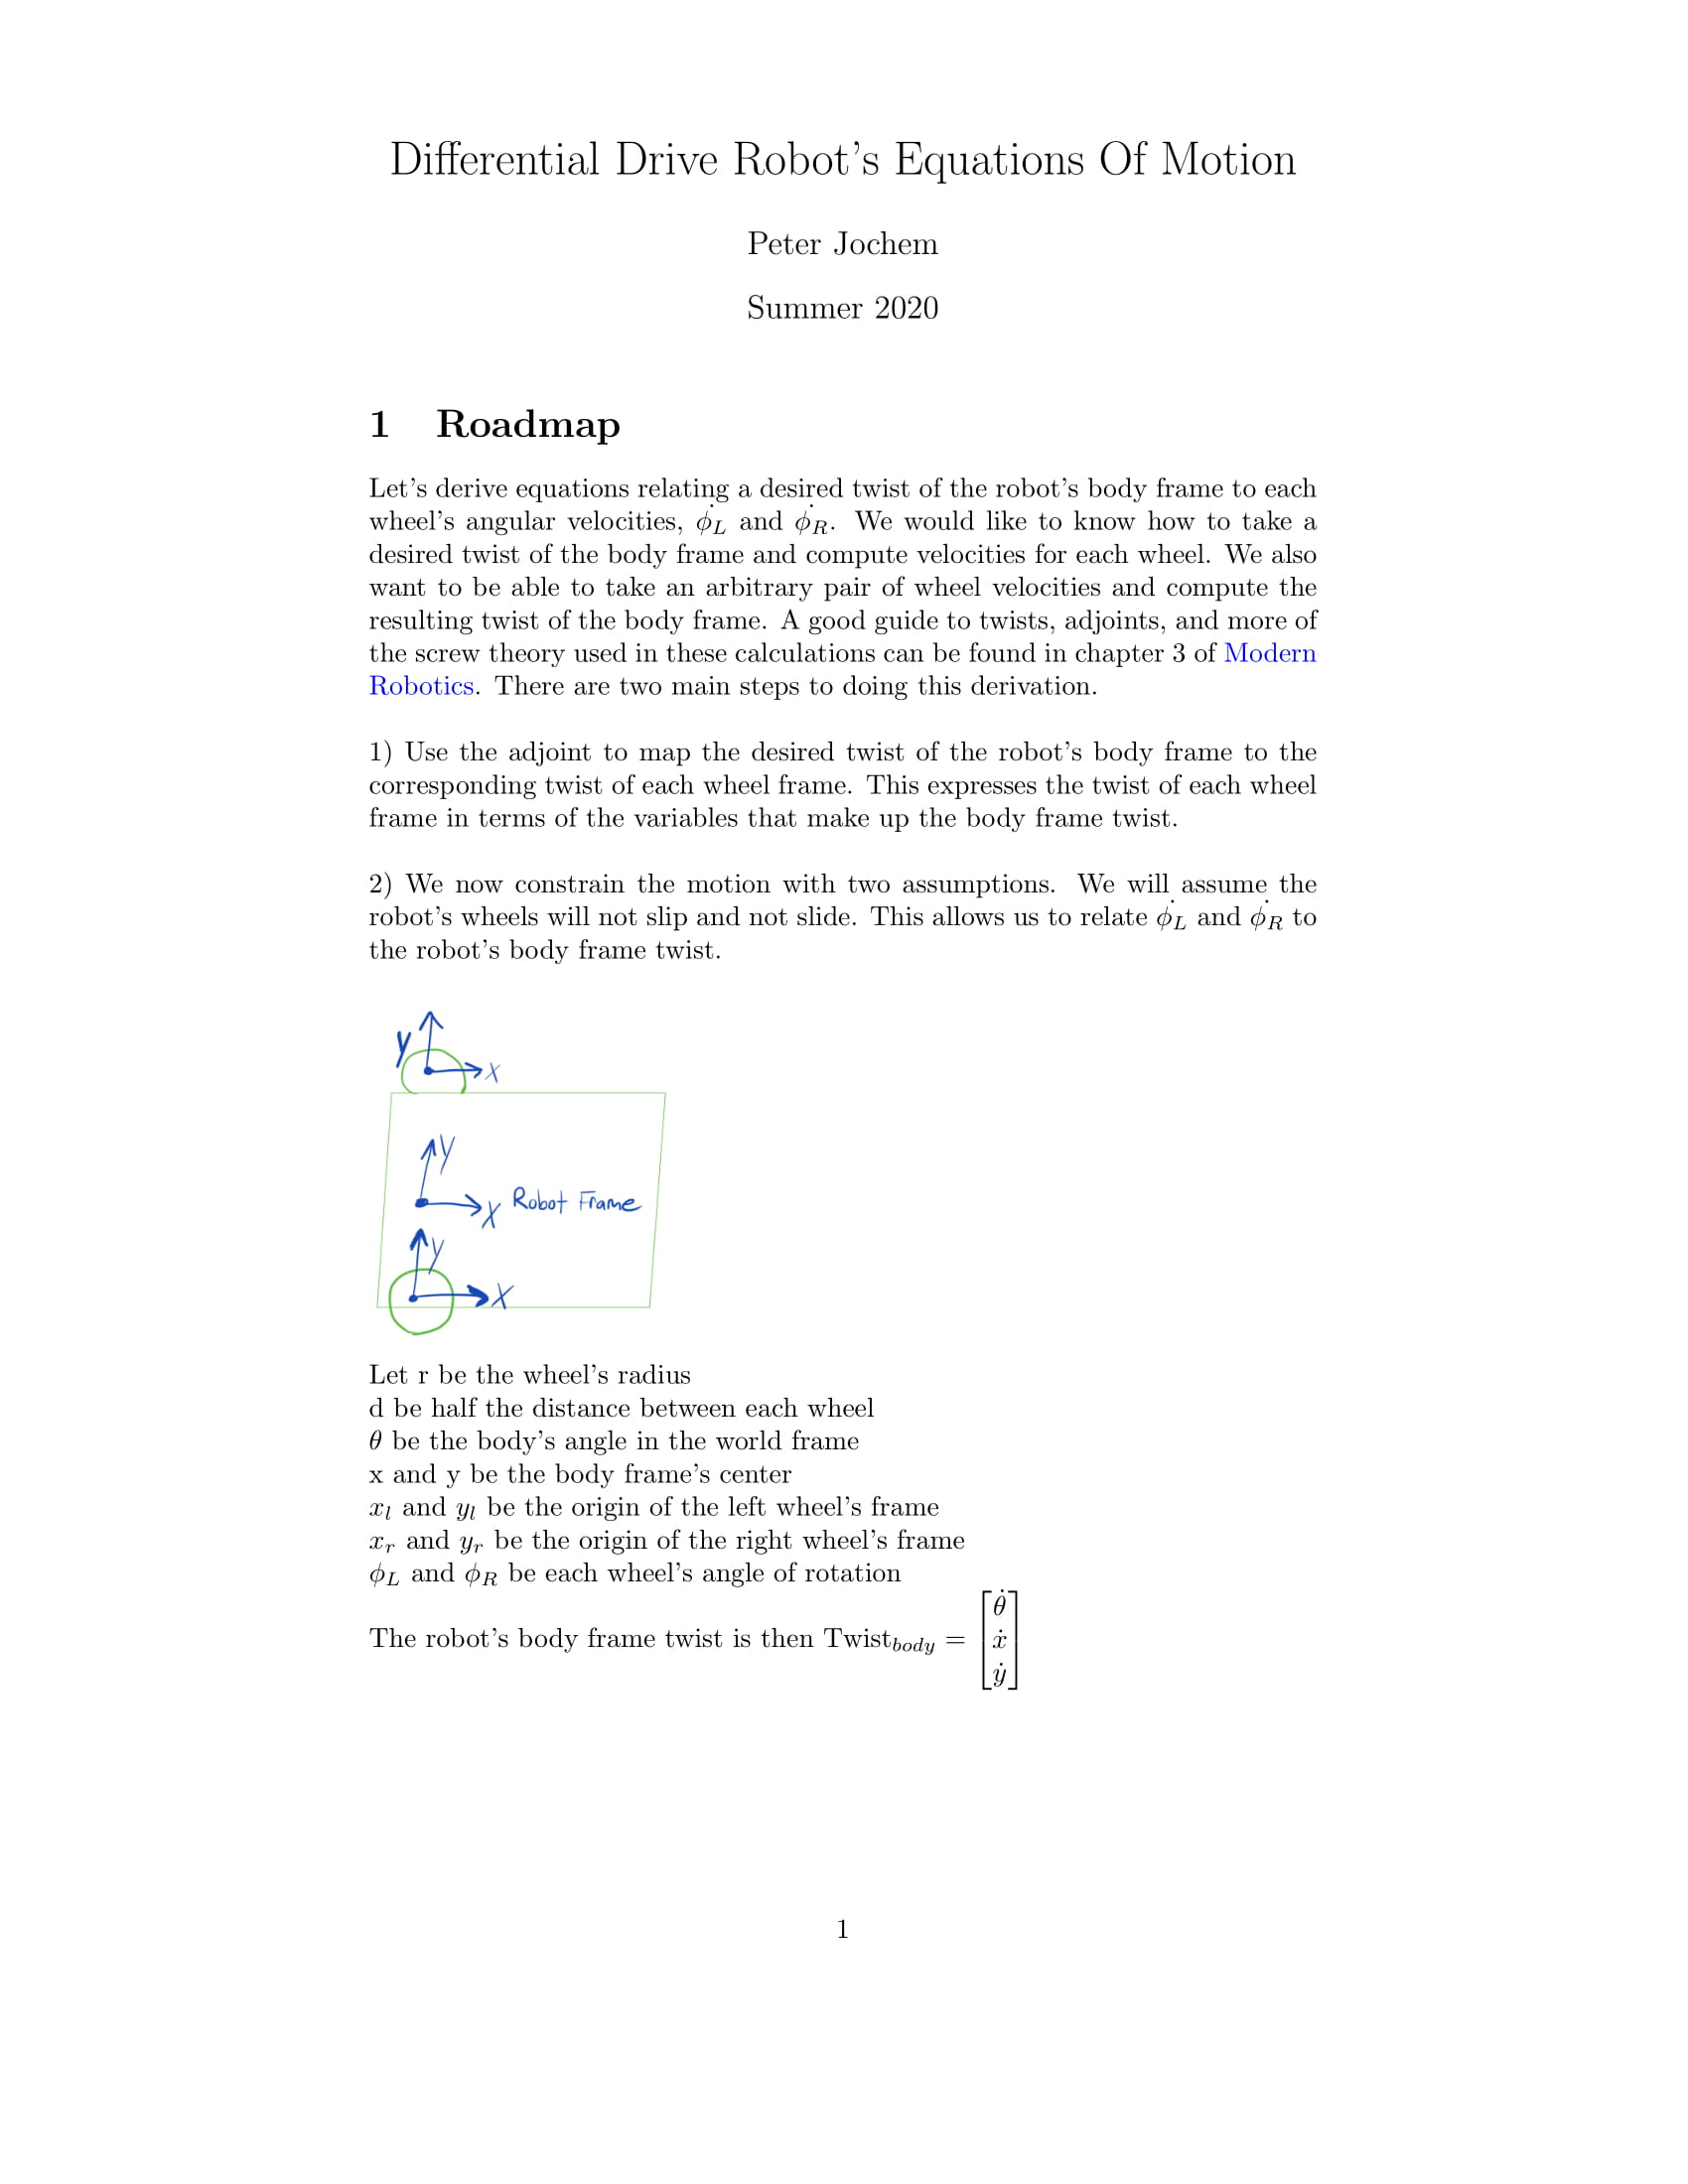 Differential Drive Robot's Equations Of Motion
Peter Jochem
Summer 2020
1 Roadmap
Let's derive equations relating a desired twist of the robot's body frame to each
wheel's angular velocities, $\dot{\phi_L}$ and $\dot{\phi_R}$. We would like to know how to take a
desired twist of the body frame and compute velocities for each wheel. We also
want to be able to take an arbitrary pair of wheel velocities and compute the
resulting twist of the body frame. A good guide to twists, adjoints, and more of
the screw theory used in these calculations can be found in chapter 3 of Modern
Robotics. There are two main steps to doing this derivation.
1) Use the adjoint to map the desired twist of the robot's body frame to the
corresponding twist of each wheel frame. This expresses the twist of each wheel
frame in terms of the variables that make up the body frame twist.
2) We now constrain the motion with two assumptions. We will assume the
robot's wheels will not slip and not slide. This allows us to relate $\dot{\phi_L}$ and $\dot{\phi_R}$ to
the robot's body frame twist.
y
x
y
x Robot Frame
y
x
Let r be the wheel's radius
d be half the distance between each wheel
θ be the body's angle in the world frame
x and y be the body frame's center
$x_l$ and $y_l$ be the origin of the left wheel's frame
$x_r$ and $y_r$ be the origin of the right wheel's frame
$\phi_L$ and $\phi_R$ be each wheel's angle of rotation
The robot's body frame twist is then Twist$_{body}$ = $\begin{bmatrix} \dot{\theta} \\ \dot{x} \\ \dot{y} \end{bmatrix}$
1